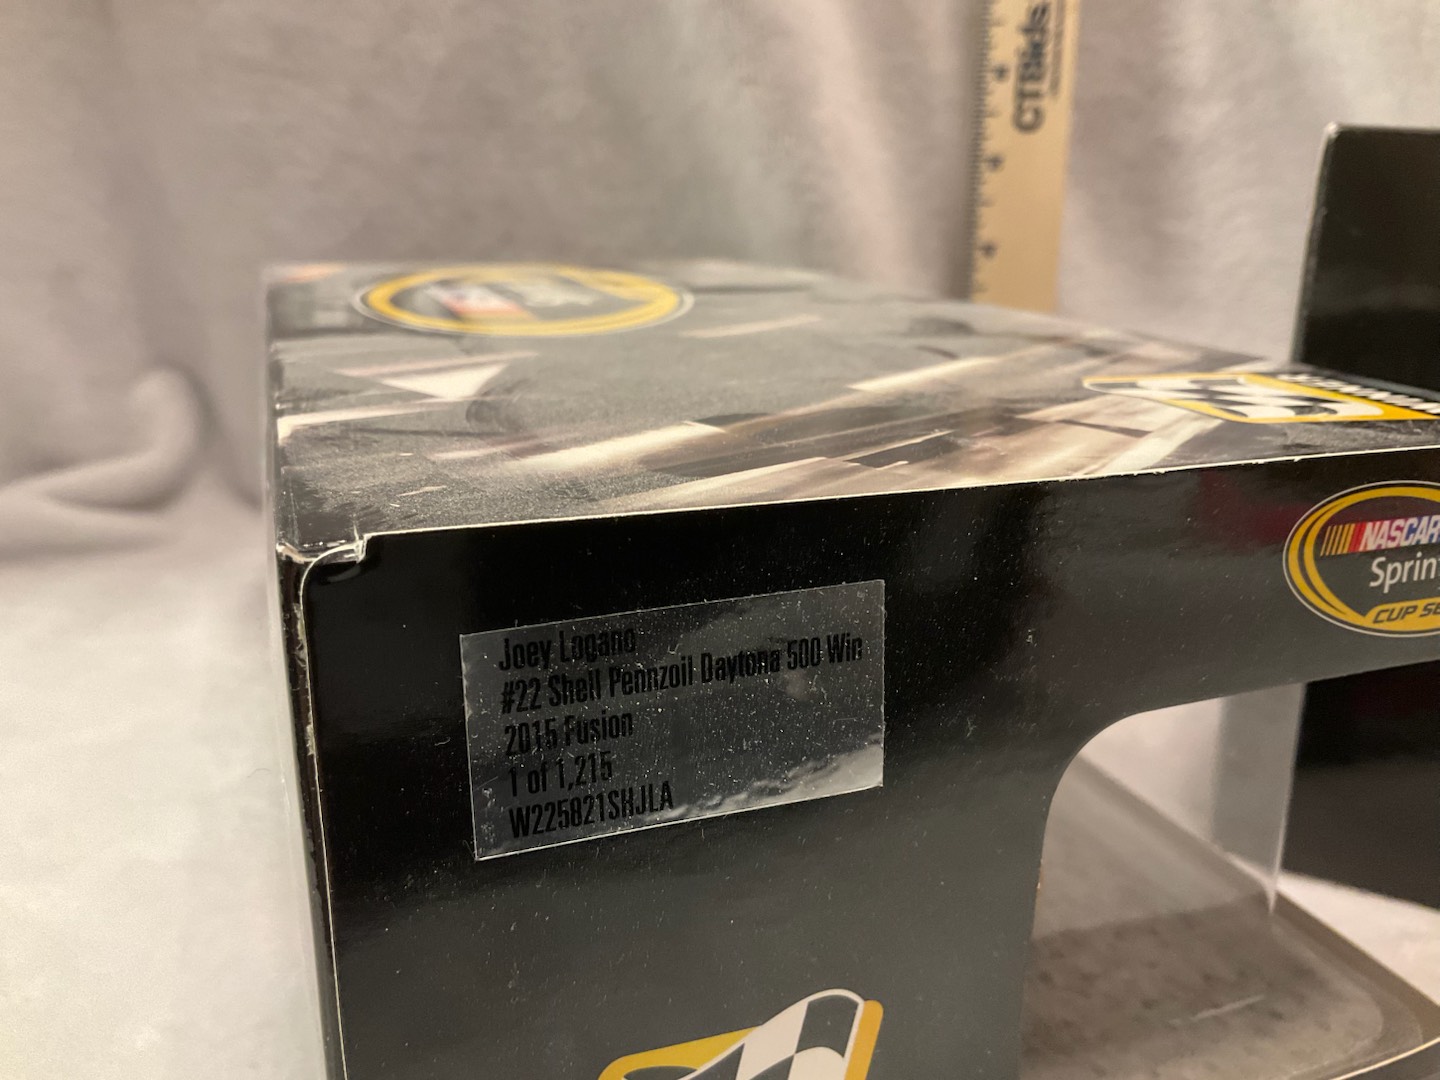 CTBids
NASCAR
Sprint
CUP SE
Joey Logano
#22 Shell Pennzoil Daytona 500 Win
2015 Fusion
1 of 1,215
W225821SHJLA